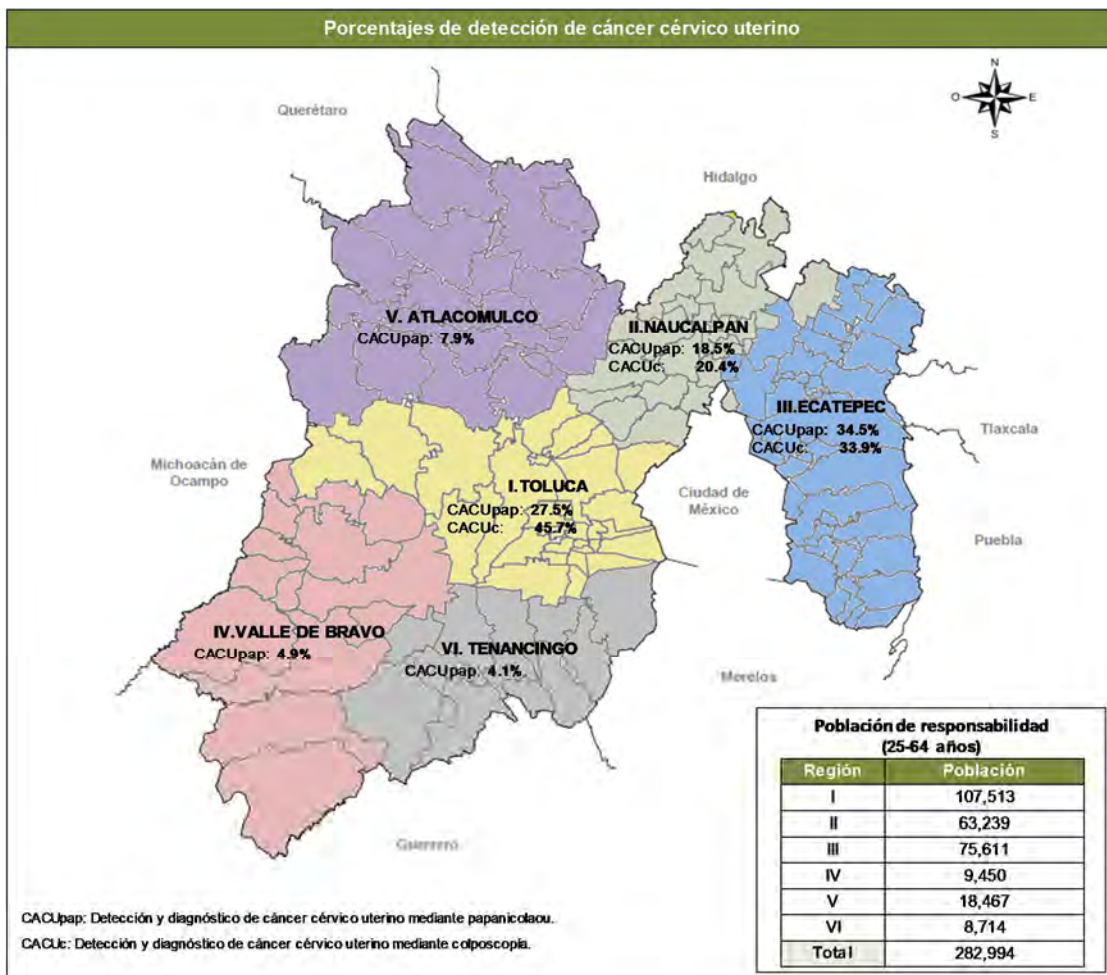 Porcentajes de detección de cáncer cérvico uterino
N
O
E
S
Querétaro
Hidalgo
V. ATLACOMULCO
CACUpap: 7.9%
II.NAUCALPAN
CACUpap: 18.5%
CACUc: 20.4%
III.ECATEPEC
CACUpap: 34.5%
CACUc: 33.9%
Tlaxcala
Michoacán de
Ocampo
I.TOLUCA
CACUpap: 27.5%
CACUc: 45.7%
Ciudad de
México
Puebla
IV.VALLE DE BRAVO
CACUpap: 4.9%
VI. TENANCINGO
CACUpap: 4.1%
Morelos
Guerreró
Población de responsabilidad
(25-64 años)
Región Población
I 107,513
II 63,239
III 75,611
IV 9,450
V 18,467
VI 8,714
Total 282,994
CACUpap: Detección y diagnóstico de cáncer cérvico uterino mediante papanicolaou.
CACUc: Detección y diagnóstico de cáncer cérvico uterino mediante colposcopía.